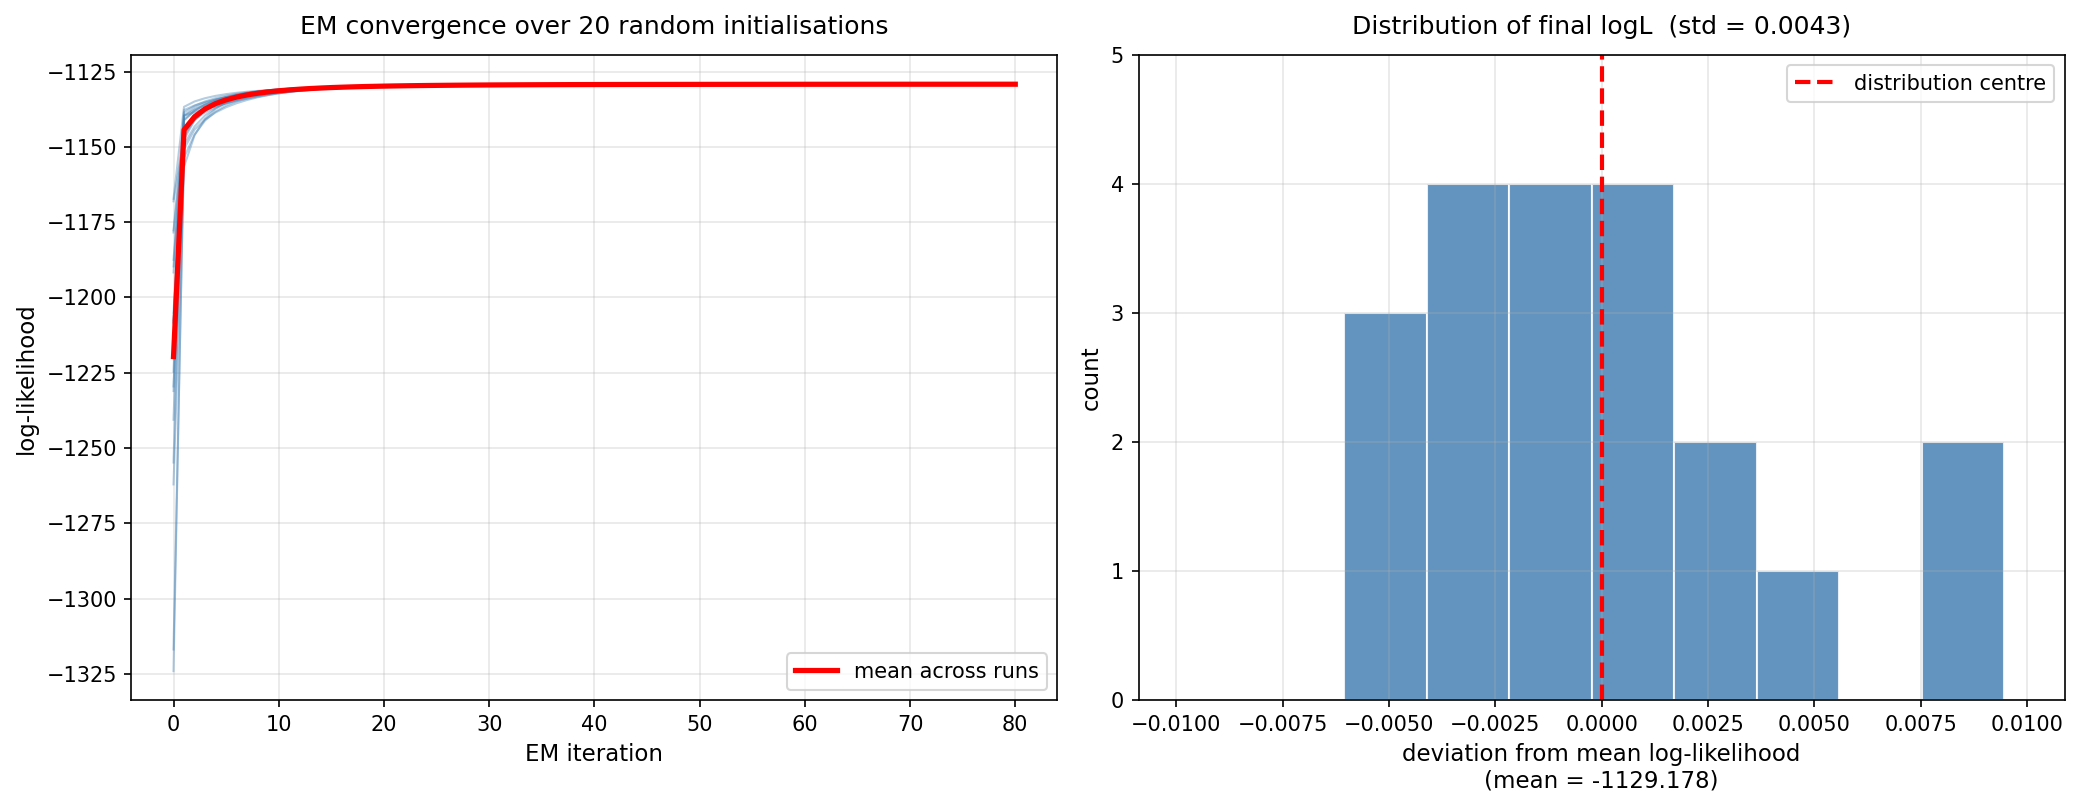 EM convergence over 20 random initialisations
log-likelihood
−1125
−1150
−1175
−1200
−1225
−1250
−1275
−1300
−1325
mean across runs
0 10 20 30 40 50 60 70 80
EM iteration
Distribution of final logL (std = 0.0043)
count
5
4
3
2
1
0
distribution centre
−0.0100 −0.0075 −0.0050 −0.0025 0.0000 0.0025 0.0050 0.0075 0.0100
deviation from mean log-likelihood
(mean = -1129.178)